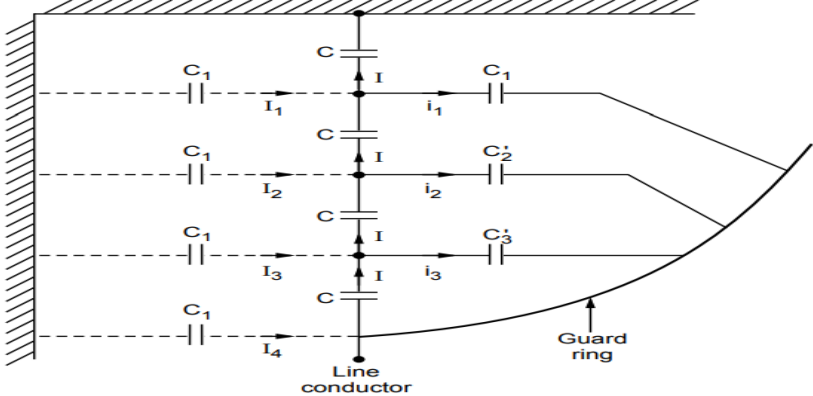 C
I
C₁
I₁
i₁
C₁
C
I
C₁
I₂
i₂
C'₂
C
I
C₁
I₃
i₃
C'₃
I
C
C₁
I₄
Guard
ring
Line
conductor